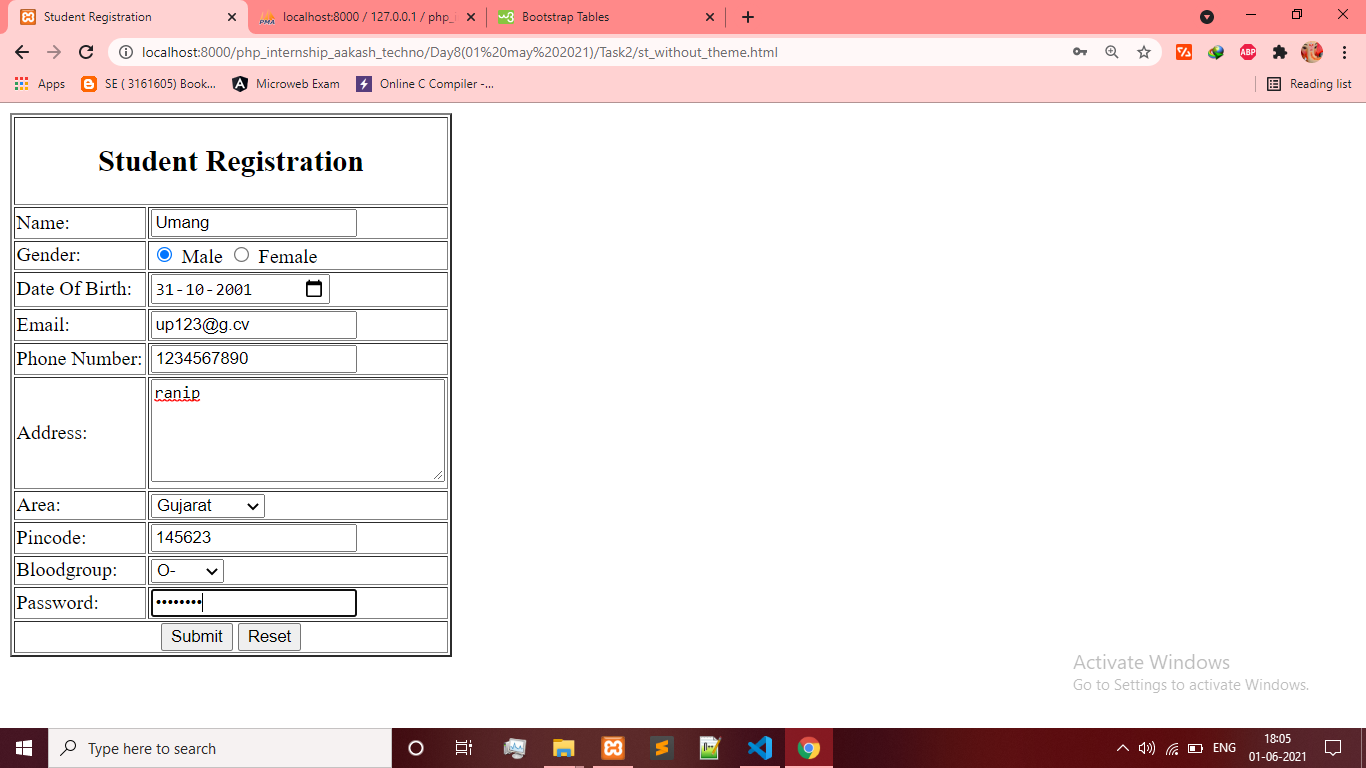 Student Registration
localhost:8000 / 127.0.0.1 / php_i
Bootstrap Tables
localhost:8000/php_internship_aakash_techno/Day8(01%20may%202021)/Task2/st_without_theme.html
ABP
Apps
SE ( 3161605) Book...
Microweb Exam
Online C Compiler -...
Reading list
Student Registration
Name: Umang
Gender: Male Female
Date Of Birth: 31-10-2001
Email: up123@g.cv
Phone Number: 1234567890
Address: ranip
Area: Gujarat
Pincode: 145623
Bloodgroup: O-
Password: ••••••••
Submit Reset
Activate Windows
Go to Settings to activate Windows.
Type here to search
ENG
18:05
01-06-2021